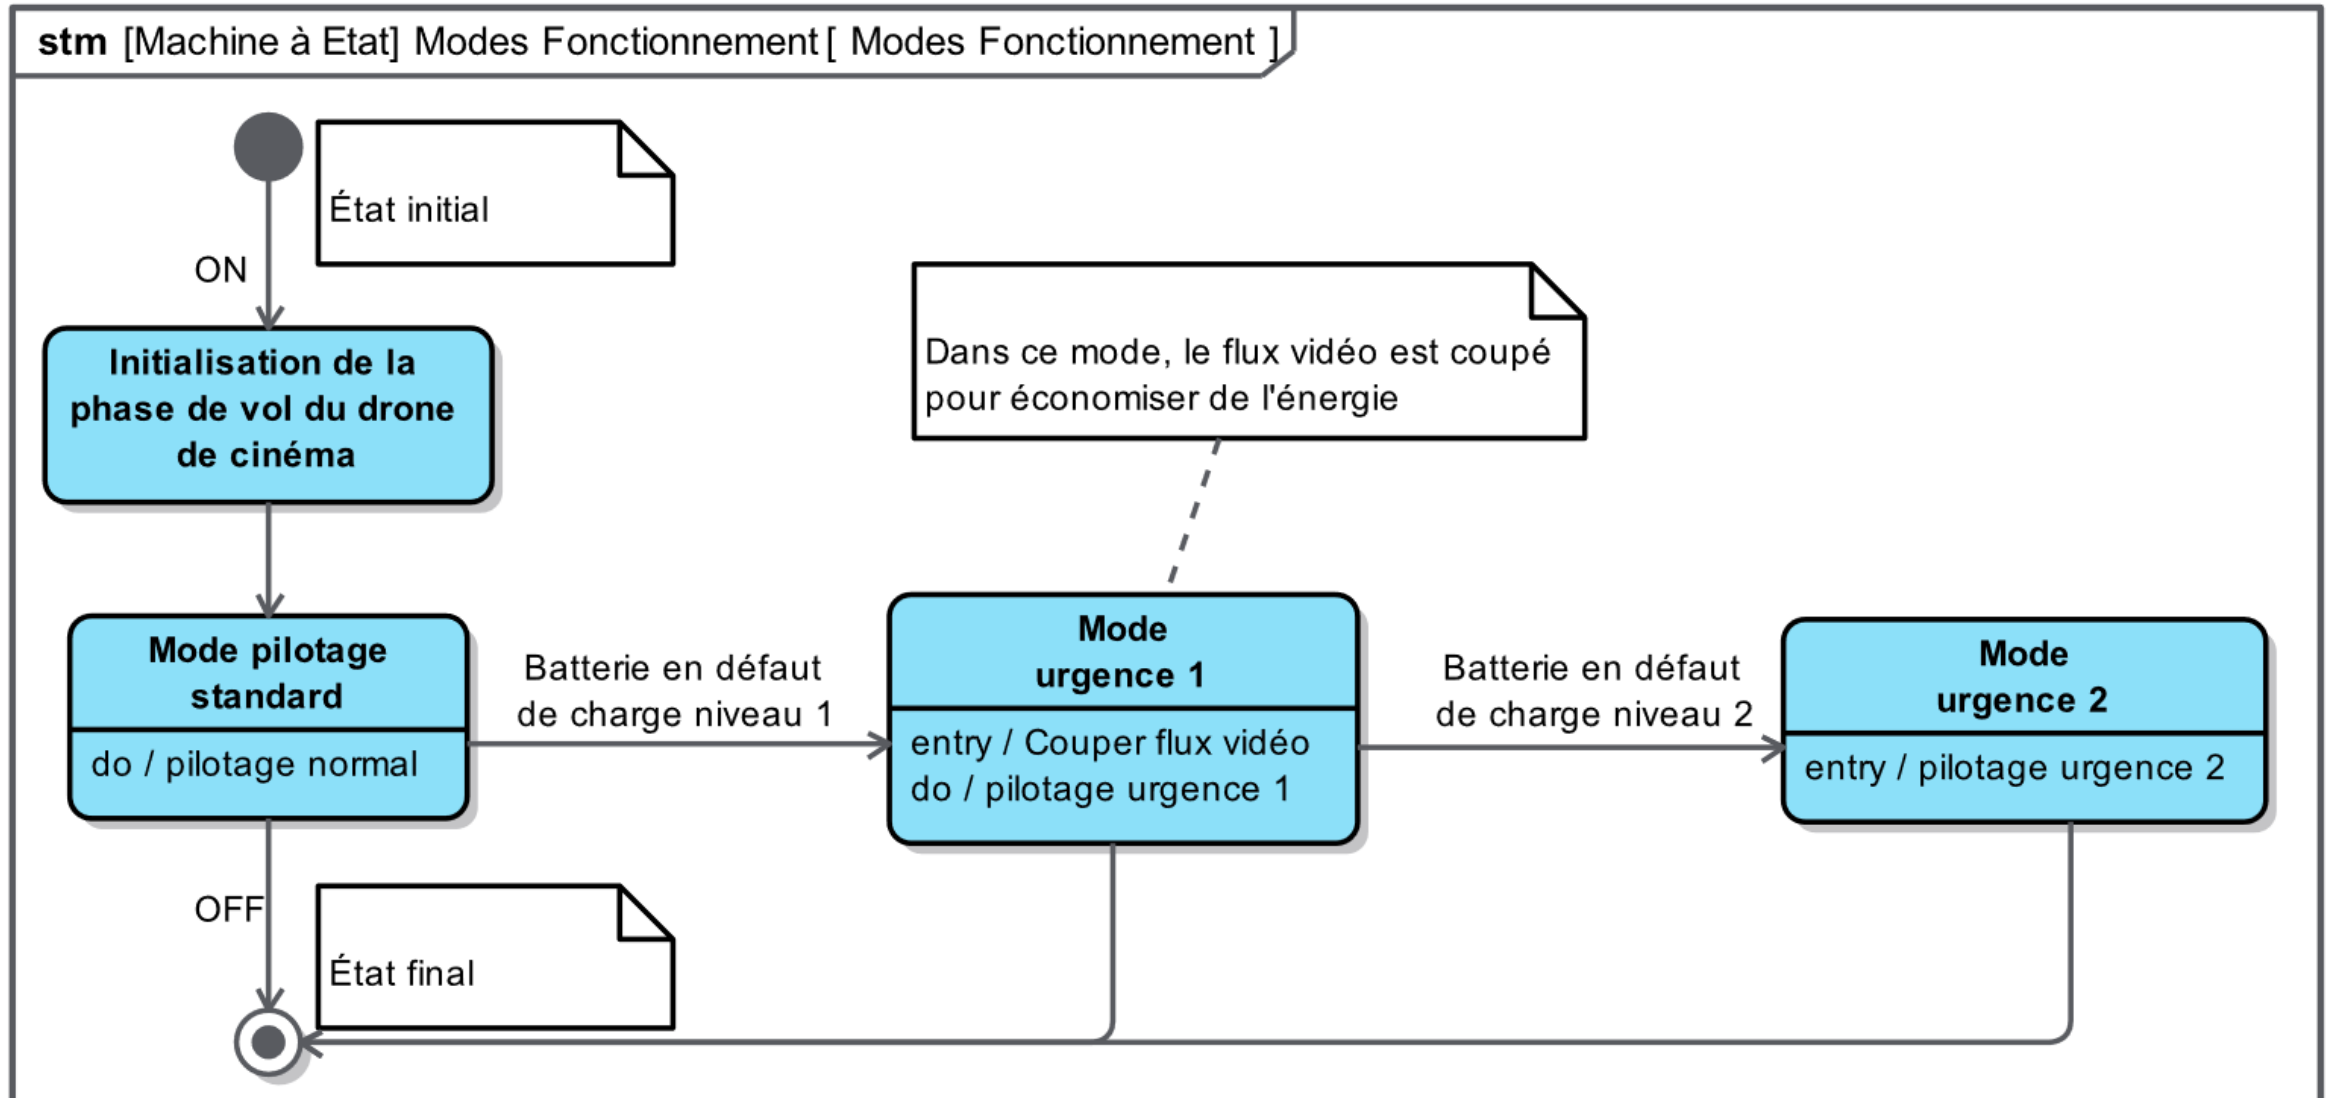 stm [Machine à Etat] Modes Fonctionnement [ Modes Fonctionnement ]
État initial
ON
Initialisation de la
phase de vol du drone
de cinéma
Dans ce mode, le flux vidéo est coupé
pour économiser de l'énergie
Mode pilotage
standard
do / pilotage normal
Batterie en défaut
de charge niveau 1
Mode
urgence 1
entry / Couper flux vidéo
do / pilotage urgence 1
Batterie en défaut
de charge niveau 2
Mode
urgence 2
entry / pilotage urgence 2
OFF
État final